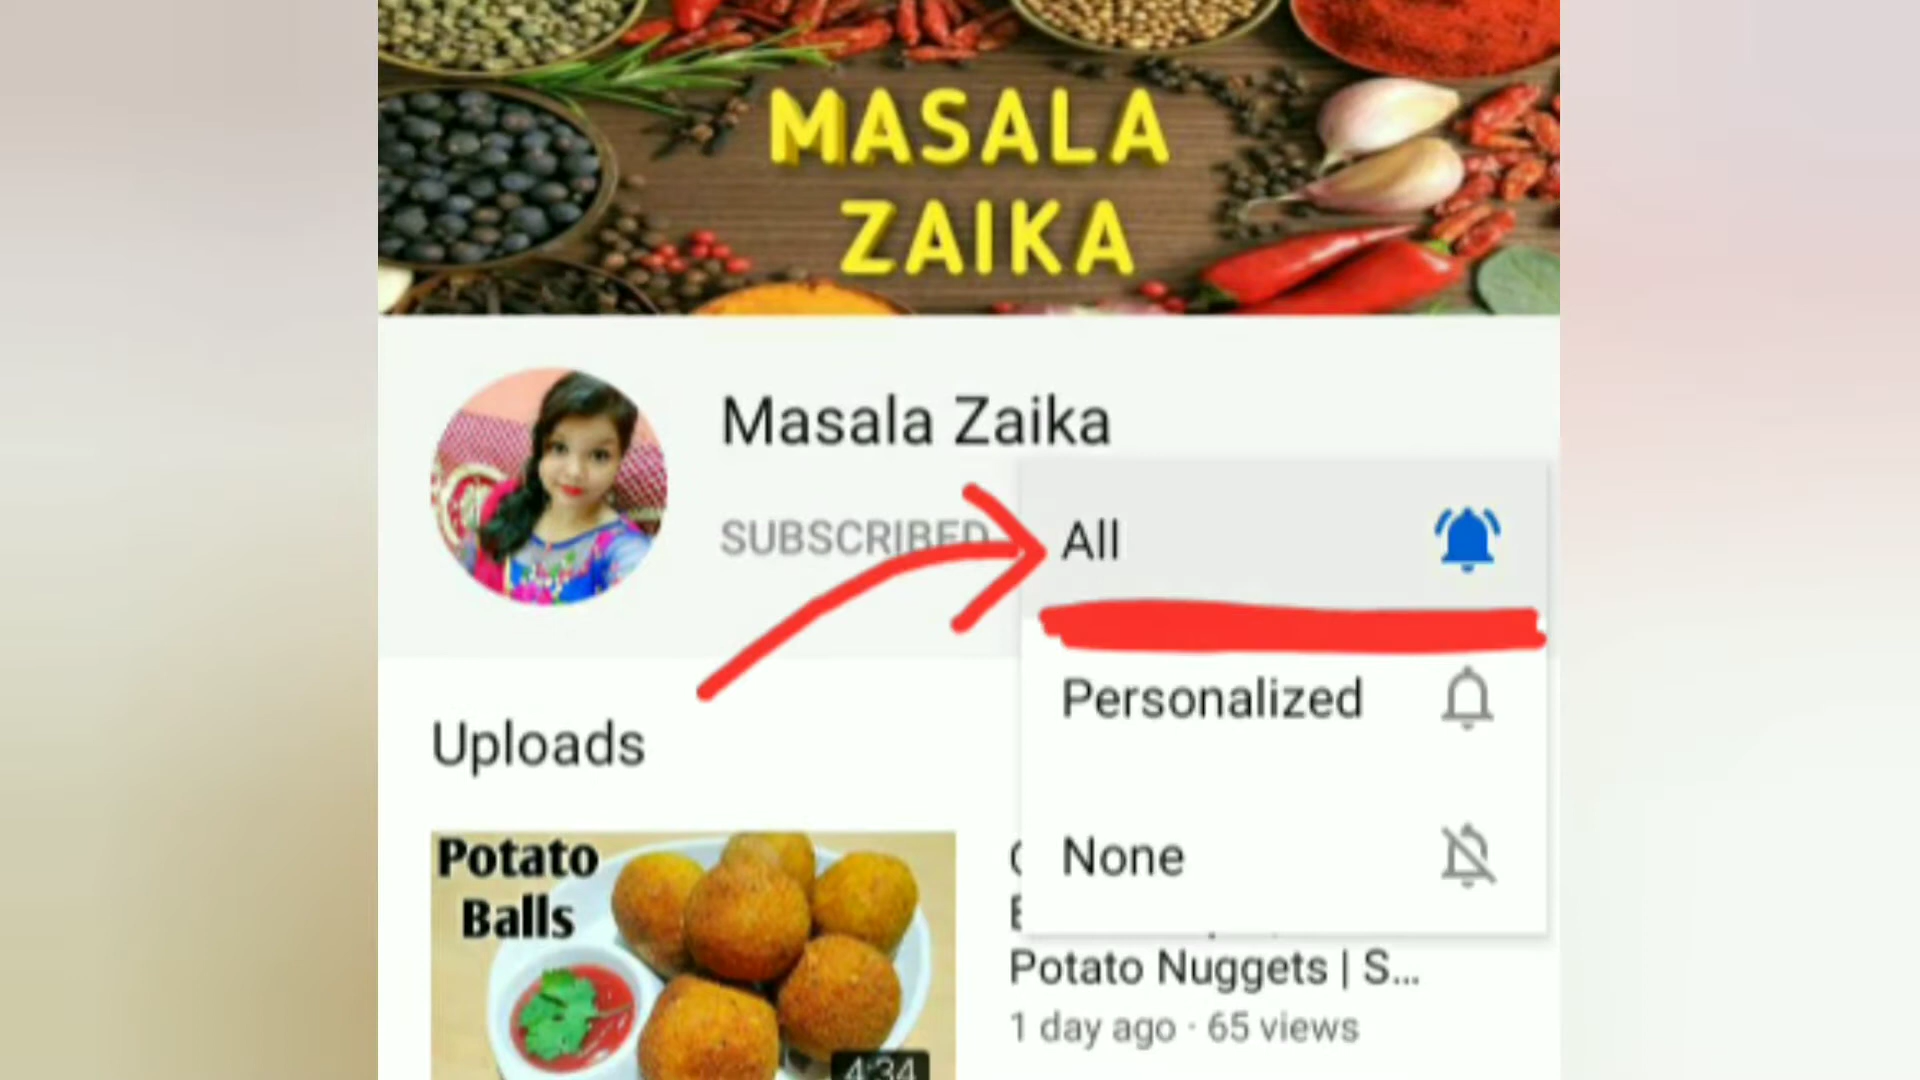 MASALA
ZAIKA
Masala Zaika
SUBSCRIBED
All
Personalized
Uploads
None
Potato
Balls
Potato Nuggets | S...
1 day ago · 65 views
4:34